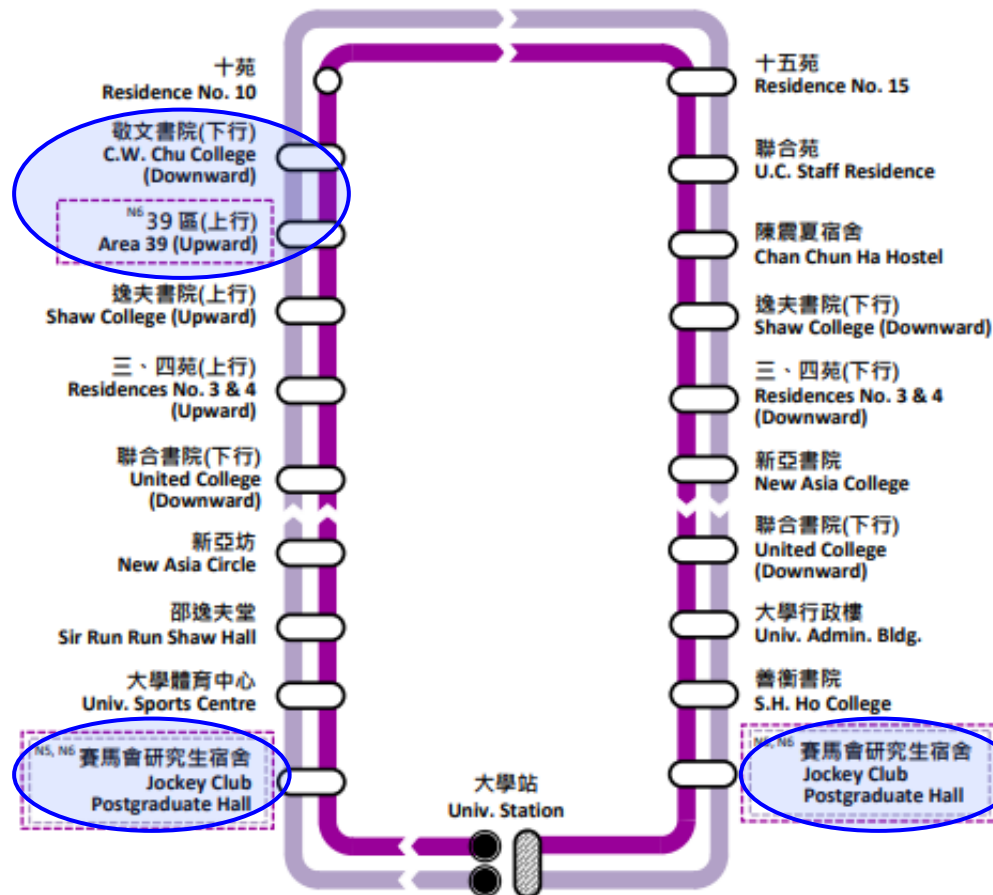 十苑
Residence No. 10
敬文書院(下行)
C.W. Chu College
(Downward)
N6 39 區(上行)
Area 39 (Upward)
逸夫書院(上行)
Shaw College (Upward)
三、四苑(上行)
Residences No. 3 & 4
(Upward)
聯合書院(下行)
United College
(Downward)
新亞坊
New Asia Circle
邵逸夫堂
Sir Run Run Shaw Hall
大學體育中心
Univ. Sports Centre
N5, N6 賽馬會研究生宿舍
Jockey Club
Postgraduate Hall
大學站
Univ. Station
十五苑
Residence No. 15
聯合苑
U.C. Staff Residence
陳震夏宿舍
Chan Chun Ha Hostel
逸夫書院(下行)
Shaw College (Downward)
三、四苑(下行)
Residences No. 3 & 4
(Downward)
新亞書院
New Asia College
聯合書院(下行)
United College
(Downward)
大學行政樓
Univ. Admin. Bldg.
善衡書院
S.H. Ho College
N5, N6 賽馬會研究生宿舍
Jockey Club
Postgraduate Hall